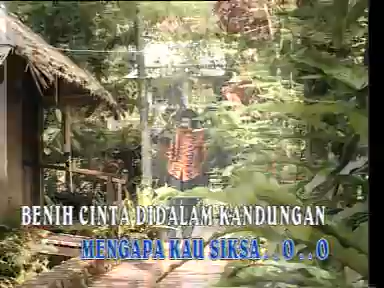 BENIH CINTA DIDALAM KANDUNGAN
MENGAPA KAU SIKSA . . O . . O